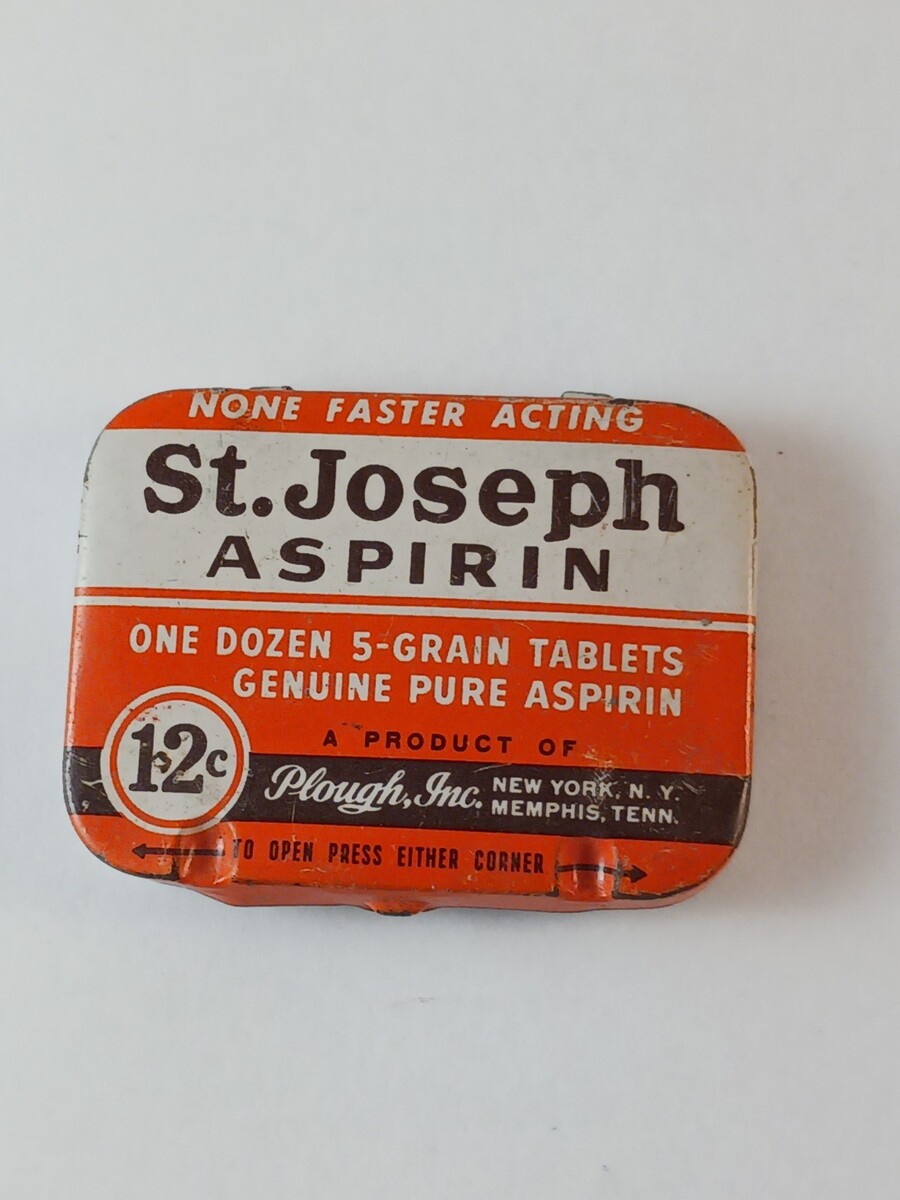 NONE FASTER ACTING
St. Joseph
ASPIRIN
ONE DOZEN 5-GRAIN TABLETS
GENUINE PURE ASPIRIN
12c
A PRODUCT OF
Plough, Inc. NEW YORK, N. Y.
MEMPHIS, TENN.
TO OPEN PRESS EITHER CORNER